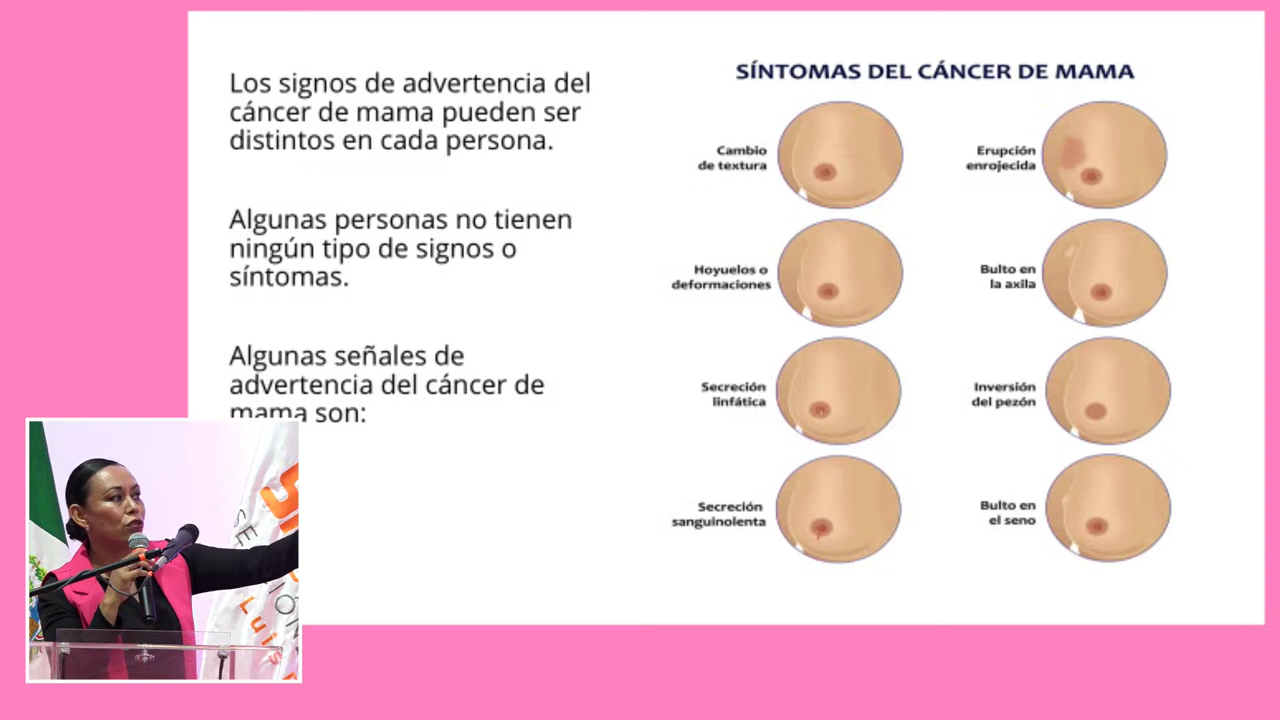 Los signos de advertencia del
cáncer de mama pueden ser
distintos en cada persona.
Algunas personas no tienen
ningún tipo de signos o
síntomas.
Algunas señales de
advertencia del cáncer de
mama son:
SÍNTOMAS DEL CÁNCER DE MAMA
Cambio
de textura
Erupción
enrojecida
Hoyuelos o
deformaciones
Bulto en
la axila
Secreción
linfática
Inversión
del pezón
Secreción
sanguinolenta
Bulto en
el seno
Luis